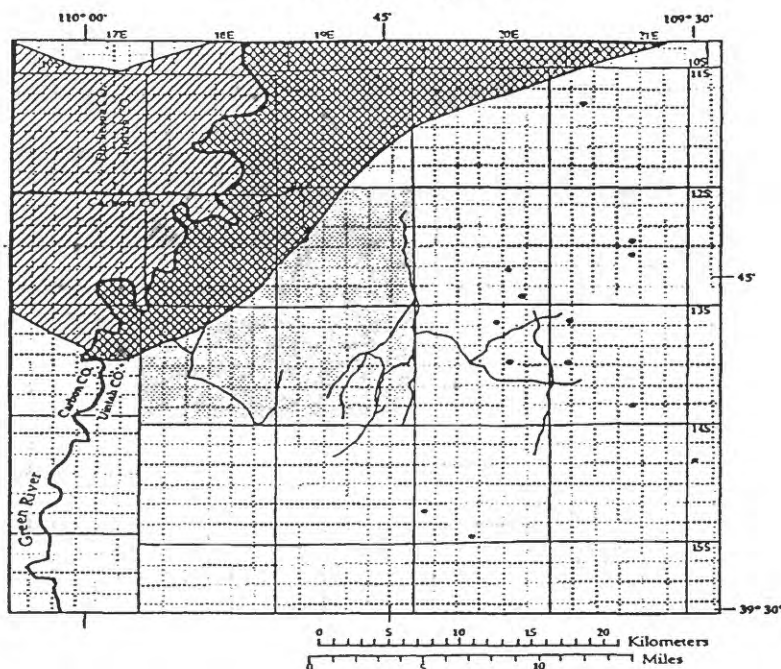 110° 00' 45' 109° 30'
17E 18E 19E 20E 21E
10S
11S
Carbon CO.
12S
45'
13S
Carbon CO.
Uintah CO.
14S
Green River
15S
39° 30'
0 5 10 15 20 Kilometers
0 5 10 Miles